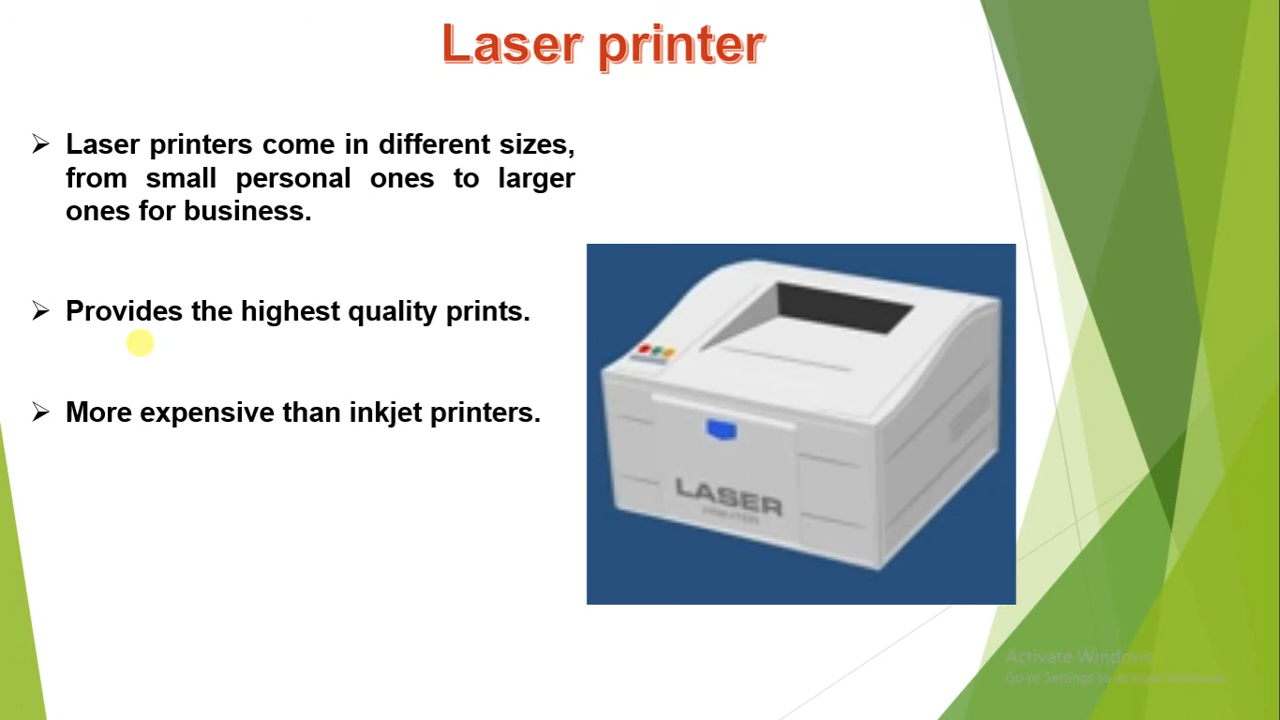 Laser printer
Laser printers come in different sizes,
from small personal ones to larger
ones for business.
Provides the highest quality prints.
More expensive than inkjet printers.
LASER
PRINTER
Activate Windows
Go to Settings to activate Windows.